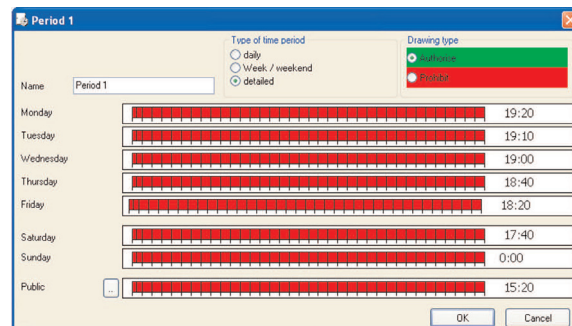 Period 1
Type of time period
Drawing type
daily
Week / weekend
detailed
Authorise
Prohibit
Name
Period 1
Monday 19:20
Tuesday 19:10
Wednesday 19:00
Thursday 18:40
Friday 18:20
Saturday 17:40
Sunday 0:00
Public .. 15:20
OK
Cancel